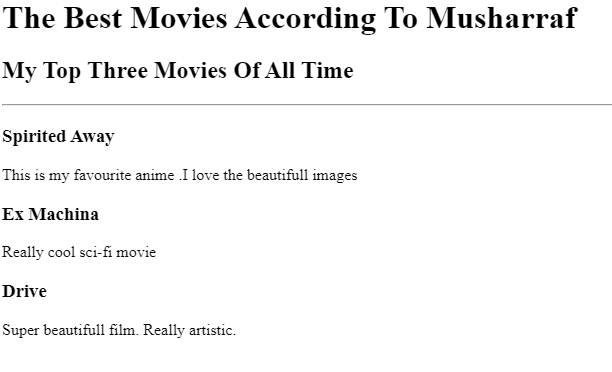 The Best Movies According To Musharraf
My Top Three Movies Of All Time
Spirited Away
This is my favourite anime .I love the beautifull images
Ex Machina
Really cool sci-fi movie
Drive
Super beautifull film. Really artistic.